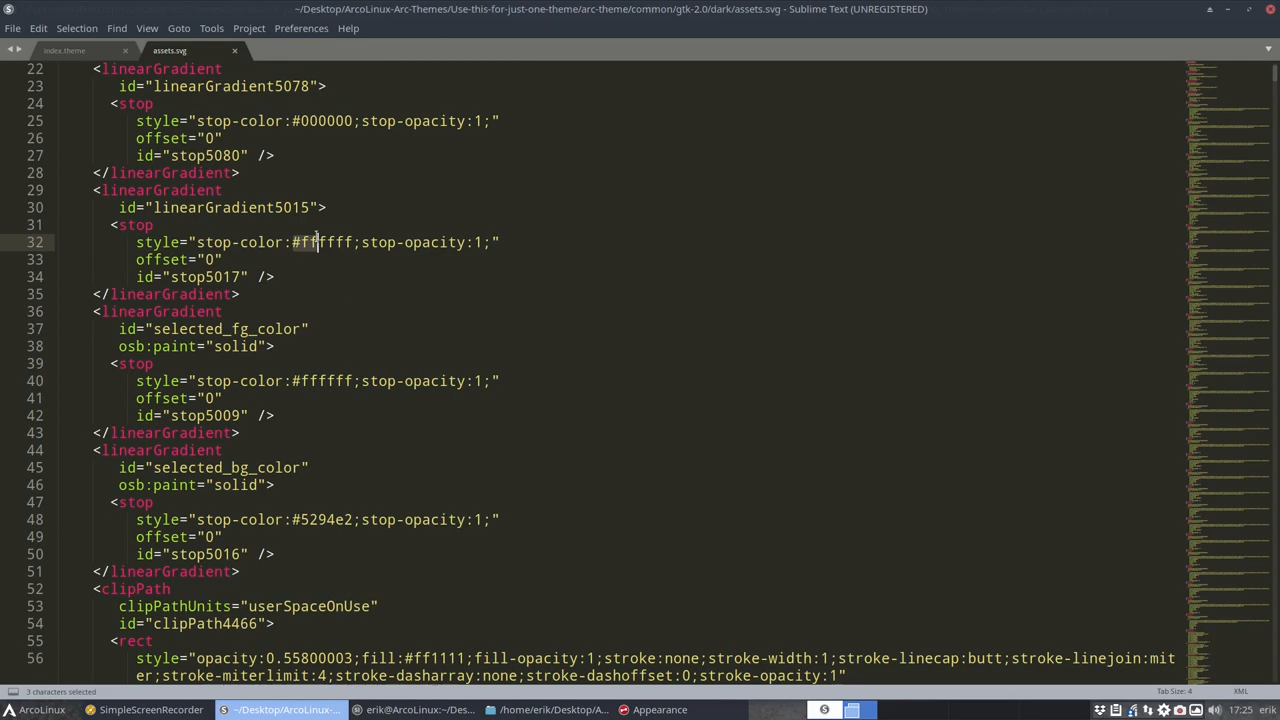 ~/Desktop/ArcoLinux-Arc-Themes/Use-this-for-just-one-theme/arc-theme/common/gtk-2.0/dark/assets.svg - Sublime Text (UNREGISTERED)
File Edit Selection Find View Goto Tools Project Preferences Help
index.theme × assets.svg ×
22 <linearGradient
23 id="linearGradient5078">
24 <stop
25 style="stop-color:#000000;stop-opacity:1;"
26 offset="0"
27 id="stop5080" />
28 </linearGradient>
29 <linearGradient
30 id="linearGradient5015">
31 <stop
32 style="stop-color:#ffffff;stop-opacity:1;"
33 offset="0"
34 id="stop5017" />
35 </linearGradient>
36 <linearGradient
37 id="selected_fg_color"
38 osb:paint="solid">
39 <stop
40 style="stop-color:#ffffff;stop-opacity:1;"
41 offset="0"
42 id="stop5009" />
43 </linearGradient>
44 <linearGradient
45 id="selected_bg_color"
46 osb:paint="solid">
47 <stop
48 style="stop-color:#5294e2;stop-opacity:1;"
49 offset="0"
50 id="stop5016" />
51 </linearGradient>
52 <clipPath
53 clipPathUnits="userSpaceOnUse"
54 id="clipPath4466">
55 <rect
56 style="opacity:0.55800003;fill:#ff1111;fill-opacity:1;stroke:none;stroke-width:1;stroke-linecap:butt;stroke-linejoin:mit
er;stroke-miterlimit:4;stroke-dasharray:none;stroke-dashoffset:0;stroke-opacity:1"
3 characters selected Tab Size: 4 XML
ArcoLinux SimpleScreenRecorder ~/Desktop/ArcoLinux-... erik@ArcoLinux:~/Des... /home/erik/Desktop/A... Appearance 17:25 erik